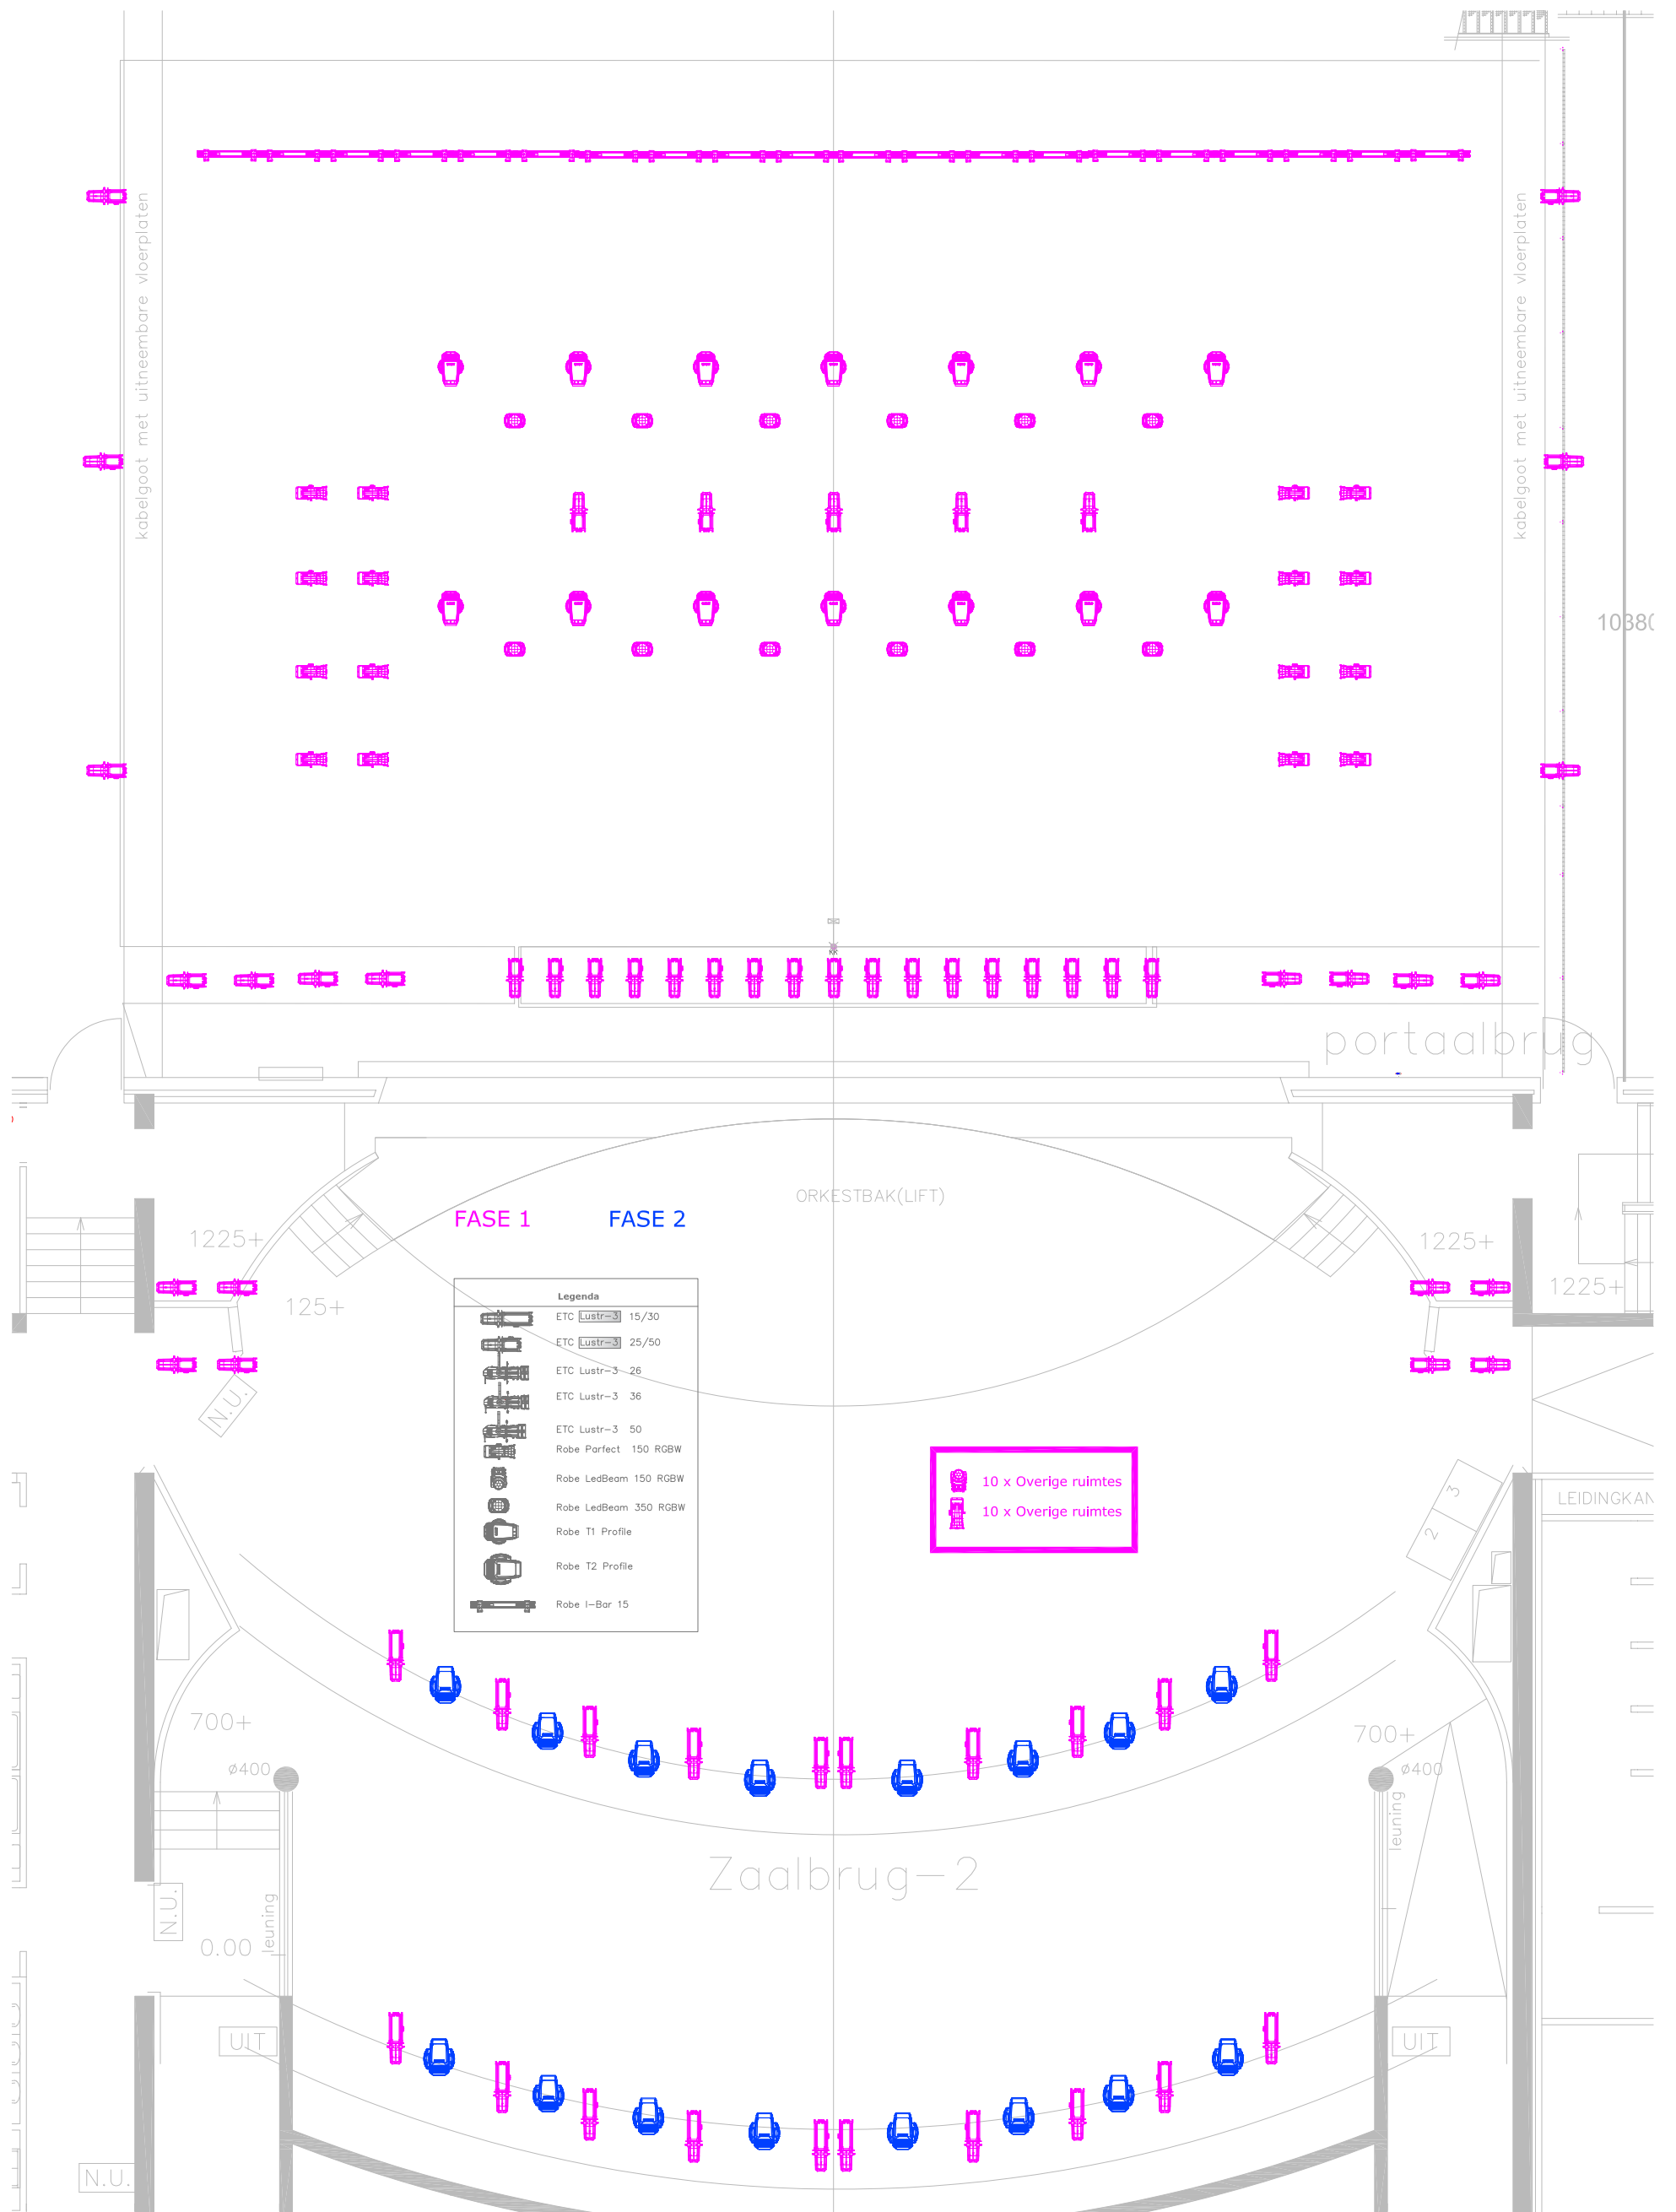 kabelgoot met uitneembare vloerplaten
kabelgoot met uitneembare vloerplaten
10380
portaalbrug
ORKESTBAK(LIFT)
FASE 1
FASE 2
1225+
1225+
1225+
125+
N.U.
Legenda
ETC Lustr-3 15/30
ETC Lustr-3 25/50
ETC Lustr-3 26
ETC Lustr-3 36
ETC Lustr-3 50
Robe Parfect 150 RGBW
Robe LedBeam 150 RGBW
Robe LedBeam 350 RGBW
Robe T1 Profile
Robe T2 Profile
Robe I-Bar 15
10 x Overige ruimtes
10 x Overige ruimtes
3
2
LEIDINGKAN
700+
700+
ø400
ø400
leuning
Zaalbrug-2
N.U.
leuning
0.00
UIT
UIT
N.U.